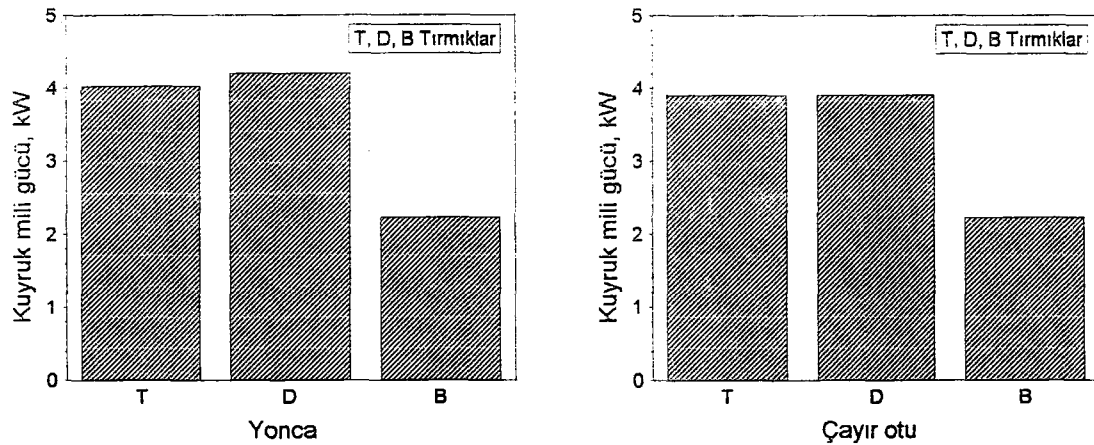 Kuyruk mili gücü, kW
5
4
3
2
1
0
T, D, B Tırmıklar
T D B
Yonca
Kuyruk mili gücü, kW
5
4
3
2
1
0
T, D, B Tırmıklar
T D B
Çayır otu